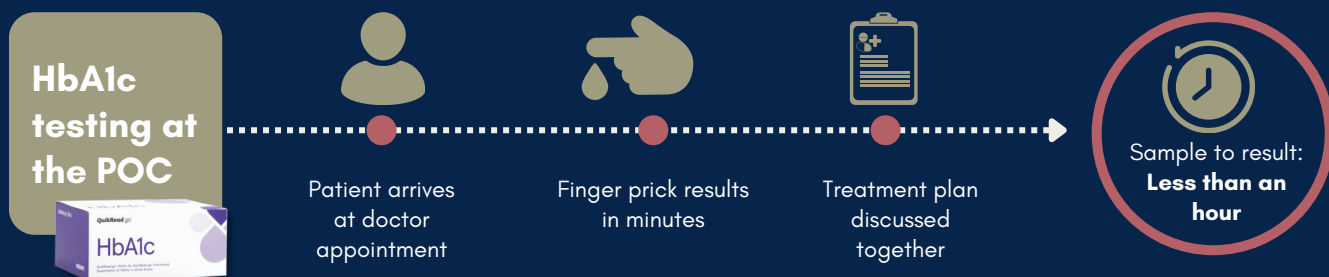 HbA1c
testing at
the POC
QuikRead go
HbA1c
Patient arrives
at doctor
appointment
Finger prick results
in minutes
Treatment plan
discussed
together
Sample to result:
Less than an
hour